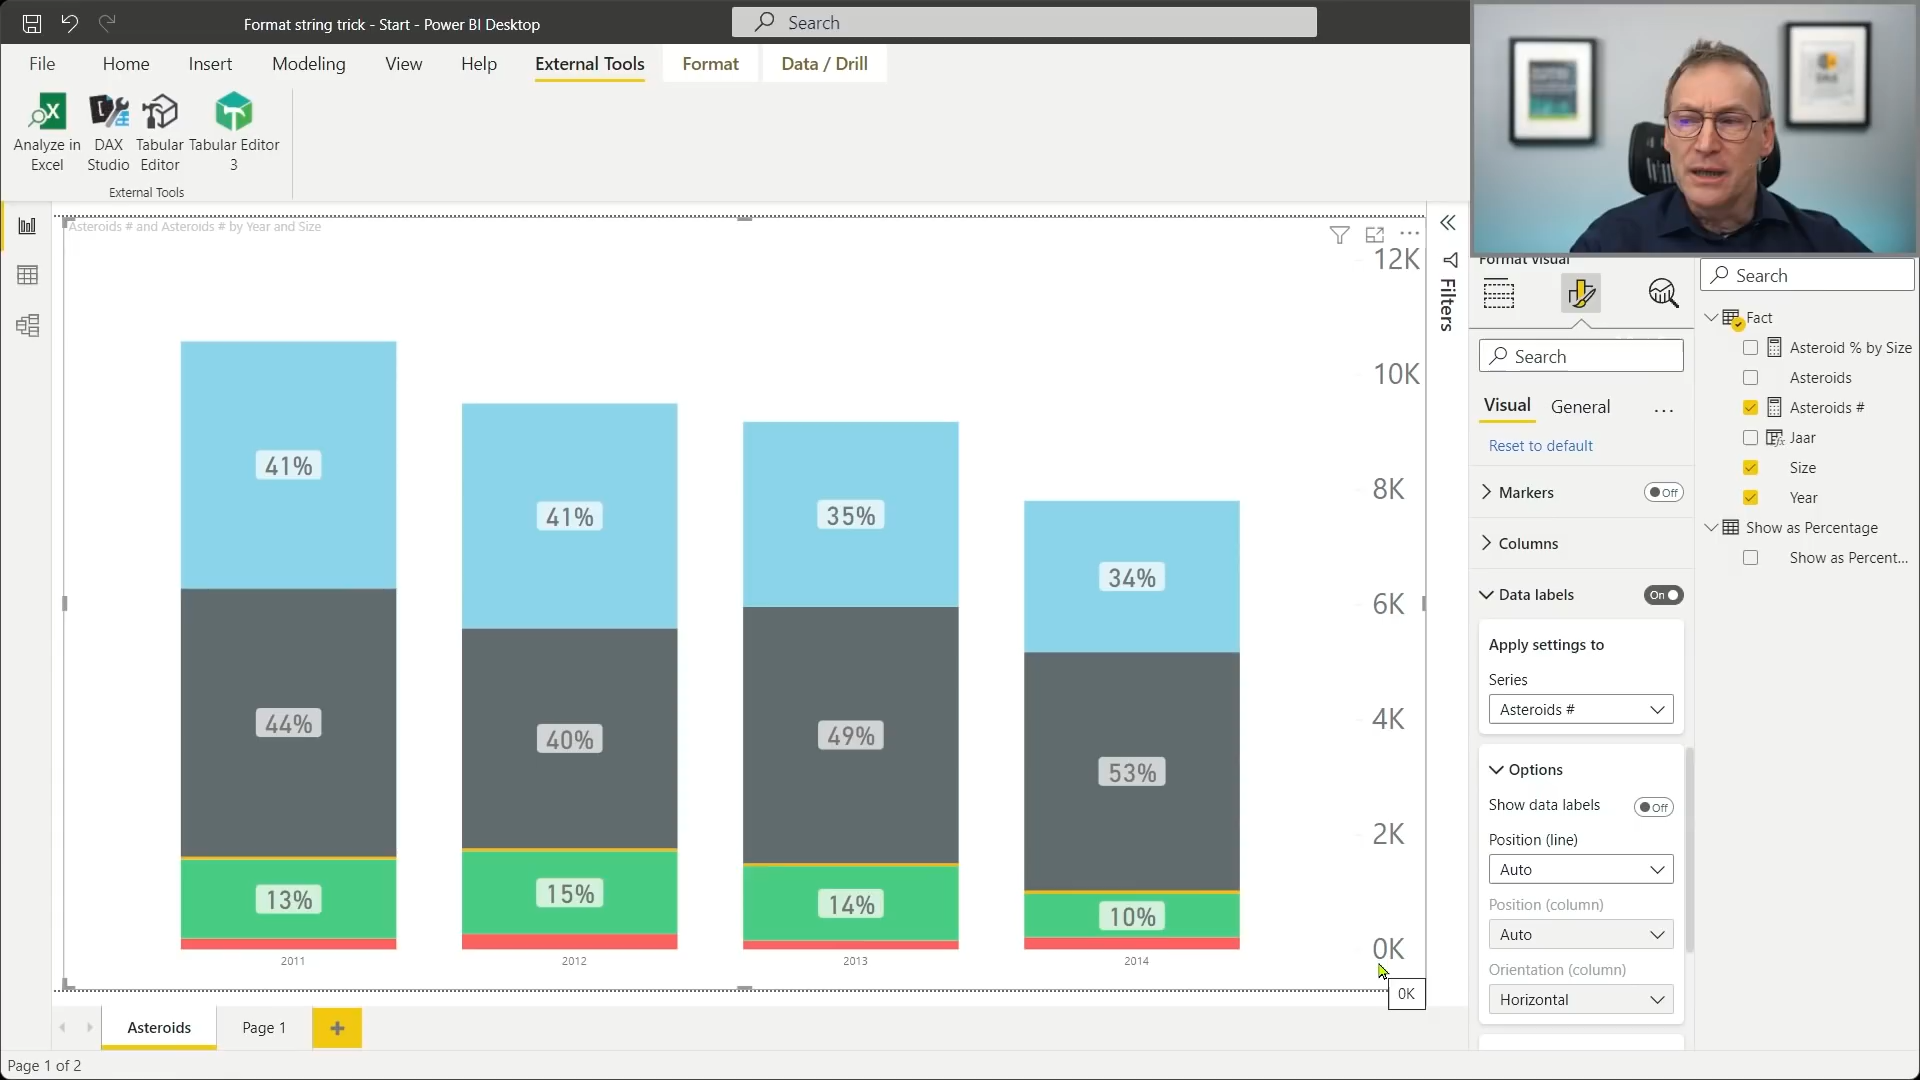 Format string trick - Start - Power BI Desktop
Search
File
Home
Insert
Modeling
View
Help
External Tools
Format
Data / Drill
Analyze in Excel
DAX Studio
Tabular Editor
Tabular Editor 3
External Tools
Asteroids # and Asteroids # by Year and Size
12K
10K
8K
6K
4K
2K
0K
0K
41%
41%
35%
34%
44%
40%
49%
53%
13%
15%
14%
10%
2011
2012
2013
2014
Filters
Format visual
Search
Visual
General
...
Reset to default
Markers
Off
Columns
Data labels
On
Apply settings to
Series
Asteroids #
Options
Show data labels
Off
Position (line)
Auto
Position (column)
Auto
Orientation (column)
Horizontal
Search
Fact
Asteroid % by Size
Asteroids
Asteroids #
Jaar
Size
Year
Show as Percentage
Show as Percent...
Asteroids
Page 1
+
Page 1 of 2